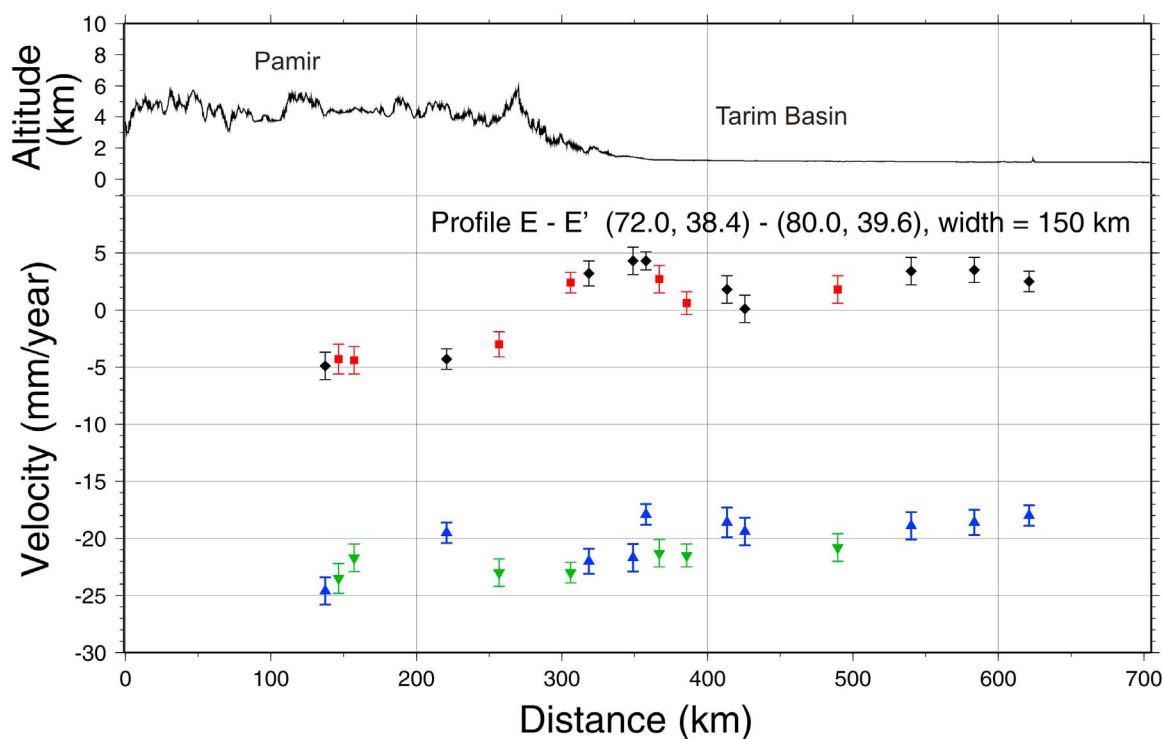 Altitude
(km)
10
8
6
4
2
0
Pamir
Tarim Basin
Profile E - E’ (72.0, 38.4) - (80.0, 39.6), width = 150 km
Velocity (mm/year)
5
0
-5
-10
-15
-20
-25
-30
0 100 200 300 400 500 600 700
Distance (km)